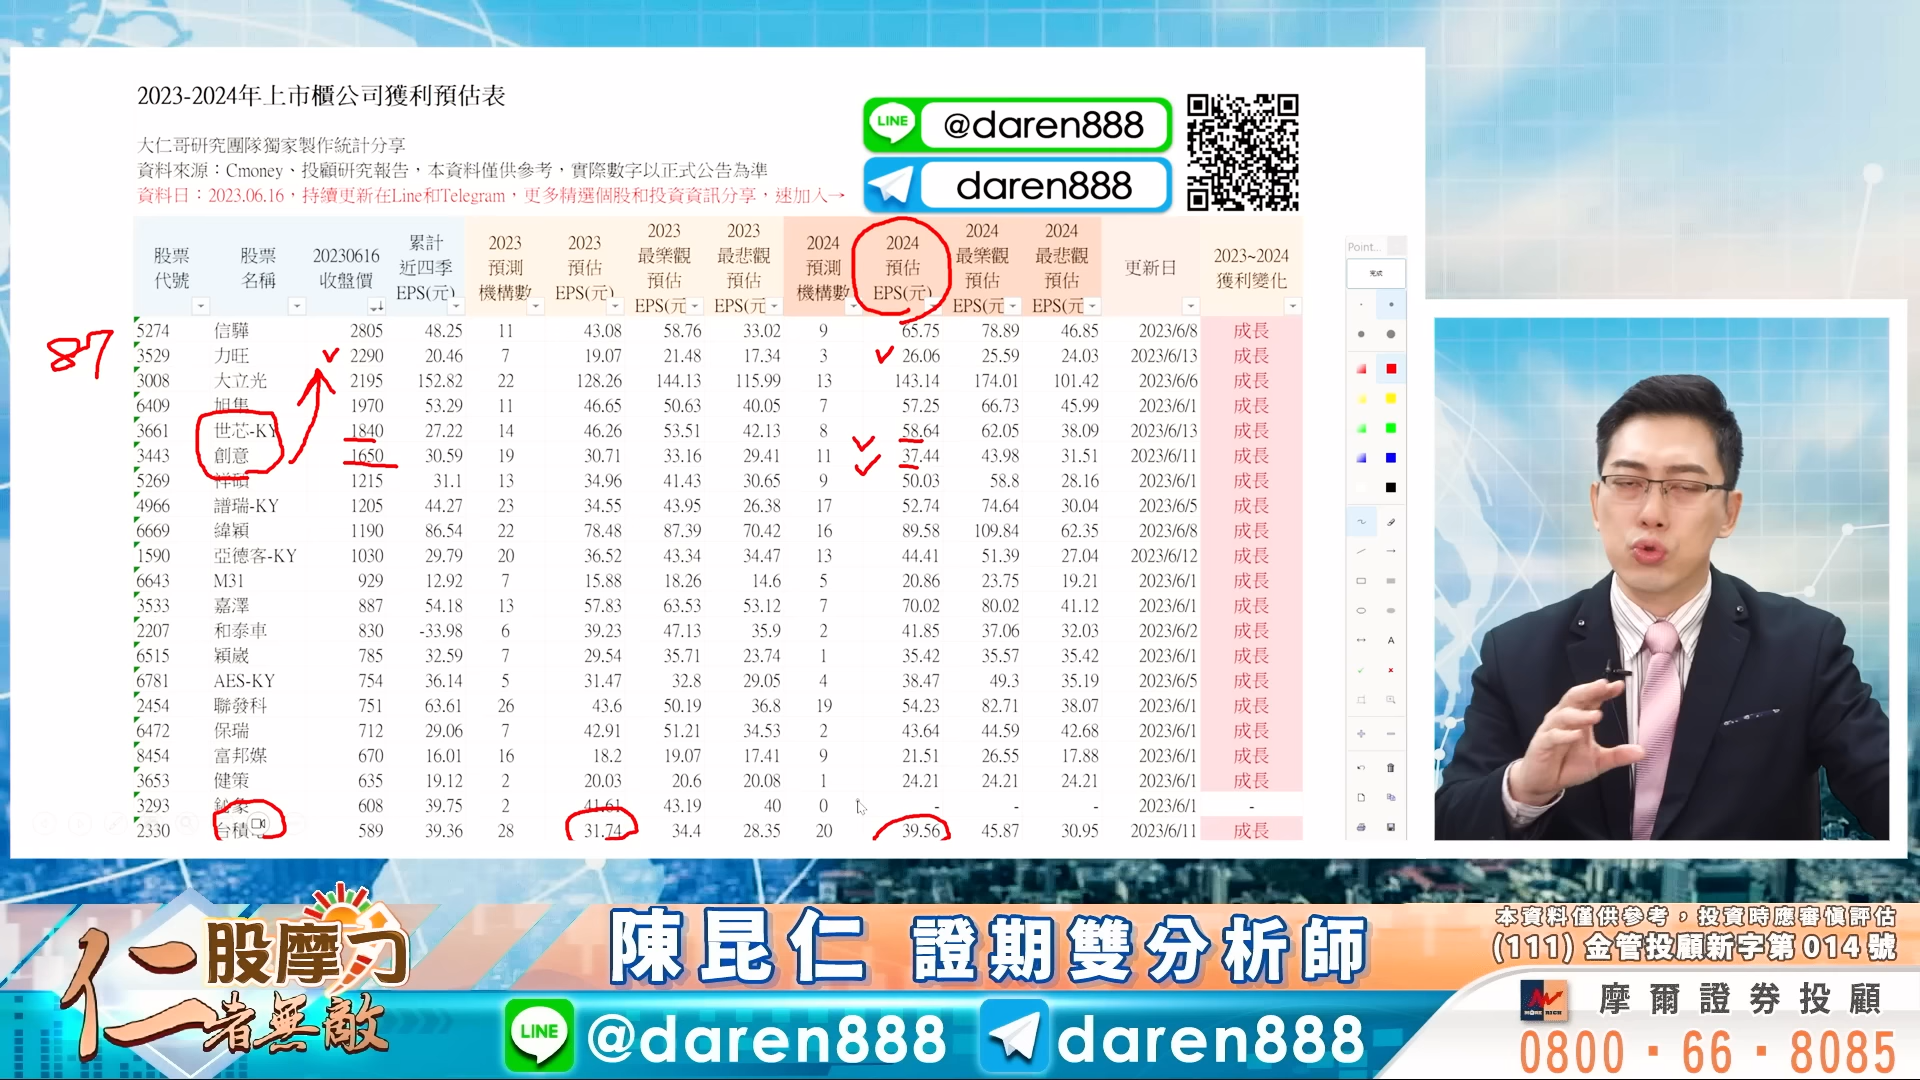 2023-2024年上市櫃公司獲利預估表
大仁哥研究團隊獨家製作統計分享
資料來源：Cmoney、投顧研究報告，本資料僅供參考，實際數字以正式公告為準
資料日：2023.06.16，持續更新在Line和Telegram，更多精選個股和投資資訊分享，速加入→
LINE @daren888
daren888
股票代號 股票名稱 20230616收盤價 累計近四季EPS(元) 2023預測機構數 2023預估EPS(元) 2023最樂觀預估EPS(元 2023最悲觀預估EPS(元 2024預測機構數 2024預估EPS(元) 2024最樂觀預估EPS(元 2024最悲觀預估EPS(元 更新日 2023~2024獲利變化
87
5274 信驊 2805 48.25 11 43.08 58.76 33.02 9 65.75 78.89 46.85 2023/6/8 成長
3529 力旺 2290 20.46 7 19.07 21.48 17.34 3 26.06 25.59 24.03 2023/6/13 成長
3008 大立光 2195 152.82 22 128.26 144.13 115.99 13 143.14 174.01 101.42 2023/6/6 成長
6409 旭隼 1970 53.29 11 46.65 50.63 40.05 7 57.25 66.73 45.99 2023/6/1 成長
3661 世芯-KY 1840 27.22 14 46.26 53.51 42.13 8 58.64 62.05 38.09 2023/6/13 成長
3443 創意 1650 30.59 19 30.71 33.16 29.41 11 37.44 43.98 31.51 2023/6/11 成長
5269 祥碩 1215 31.1 13 34.96 41.43 30.65 9 50.03 58.8 28.16 2023/6/1 成長
4966 譜瑞-KY 1205 44.27 23 34.55 43.95 26.38 17 52.74 74.64 30.04 2023/6/1 成長
6669 緯穎 1190 86.54 22 78.48 87.39 70.42 16 89.58 109.84 62.35 2023/6/8 成長
1590 亞德客-KY 1030 29.79 20 36.52 43.34 34.47 13 44.41 51.39 27.04 2023/6/12 成長
6643 M31 929 12.92 7 15.88 18.26 14.6 5 20.86 23.75 19.21 2023/6/1 成長
3533 嘉澤 887 54.18 13 57.83 63.53 53.12 7 70.02 80.02 41.12 2023/6/1 成長
2207 和泰車 830 -33.98 6 39.23 47.13 35.9 2 41.85 37.06 32.03 2023/6/2 成長
6515 穎崴 785 32.59 7 29.54 35.71 23.74 1 35.42 35.57 35.42 2023/6/1 成長
6781 AES-KY 754 36.14 5 31.47 32.8 29.05 4 38.47 49.3 35.19 2023/6/5 成長
2454 聯發科 751 63.61 26 43.6 50.19 36.8 19 54.23 82.71 38.07 2023/6/1 成長
6472 保瑞 712 29.06 7 42.91 51.21 34.53 2 43.64 44.59 42.68 2023/6/1 成長
8454 富邦媒 670 16.01 16 18.2 19.07 17.41 9 21.51 26.55 17.88 2023/6/1 成長
3653 健策 635 19.12 2 20.03 20.6 20.08 1 24.21 24.21 24.21 2023/6/1 成長
3293 鈊象 608 39.75 2 41.61 43.19 40 0 - - - 2023/6/1 -
2330 台積 589 39.36 28 31.74 34.4 28.35 20 39.56 45.87 30.95 2023/6/11 成長
Point...
完成
A
股摩力
仁者無敵
陳昆仁 證期雙分析師
LINE @daren888 daren888
本資料僅供參考，投資時應審慎評估
(111) 金管投顧新字第014號
MORE RICH 摩爾證券投顧
0800·66·8085